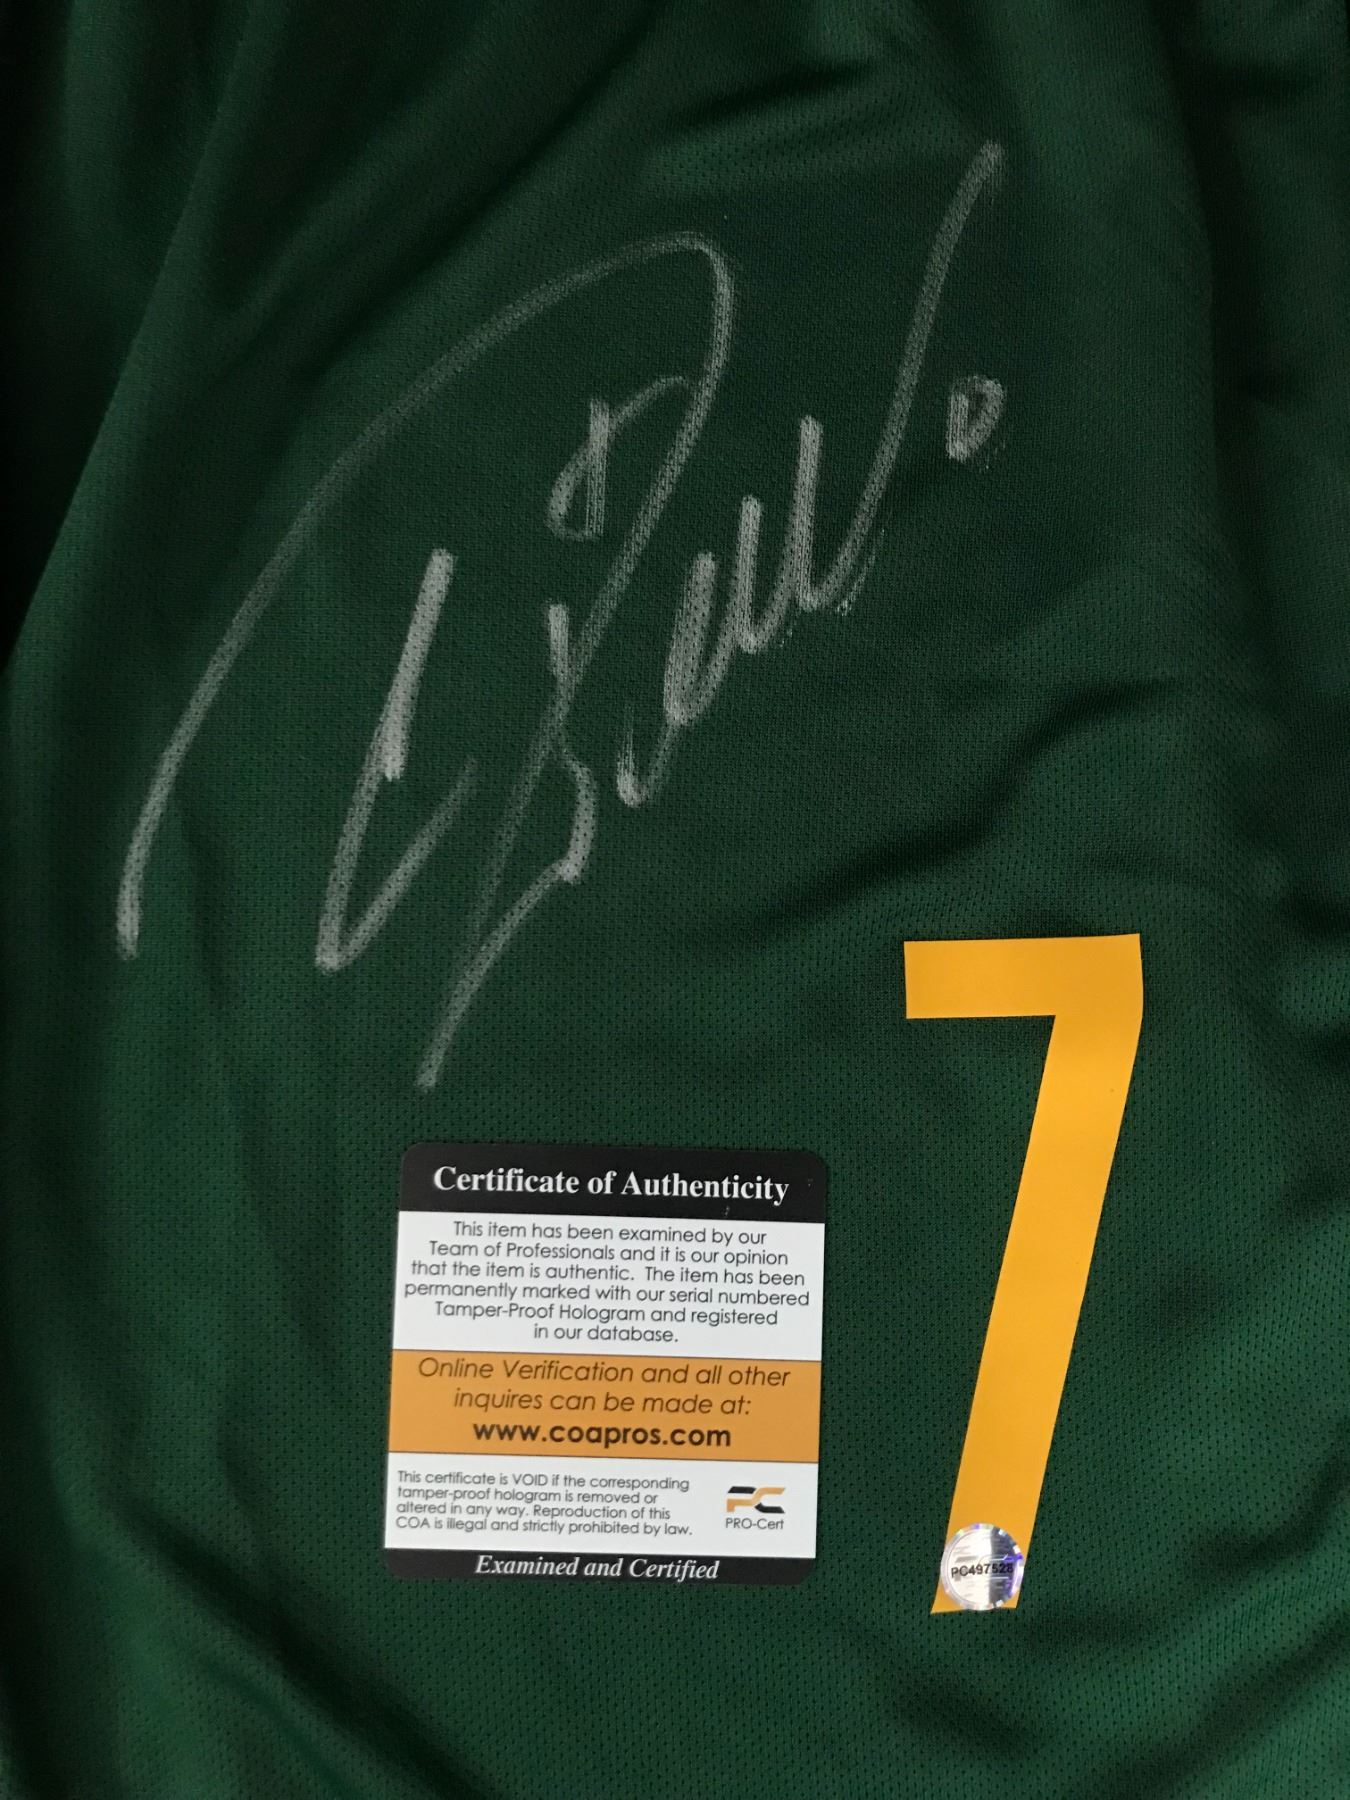 7
Certificate of Authenticity
This item has been examined by our
Team of Professionals and it is our opinion
that the item is authentic. The item has been
permanently marked with our serial numbered
Tamper-Proof Hologram and registered
in our database.
Online Verification and all other
inquires can be made at:
www.coapros.com
This certificate is VOID if the corresponding
tamper-proof hologram is removed or
altered in any way. Reproduction of this
COA is illegal and strictly prohibited by law.
PC
PRO-Cert
Examined and Certified
PC497528